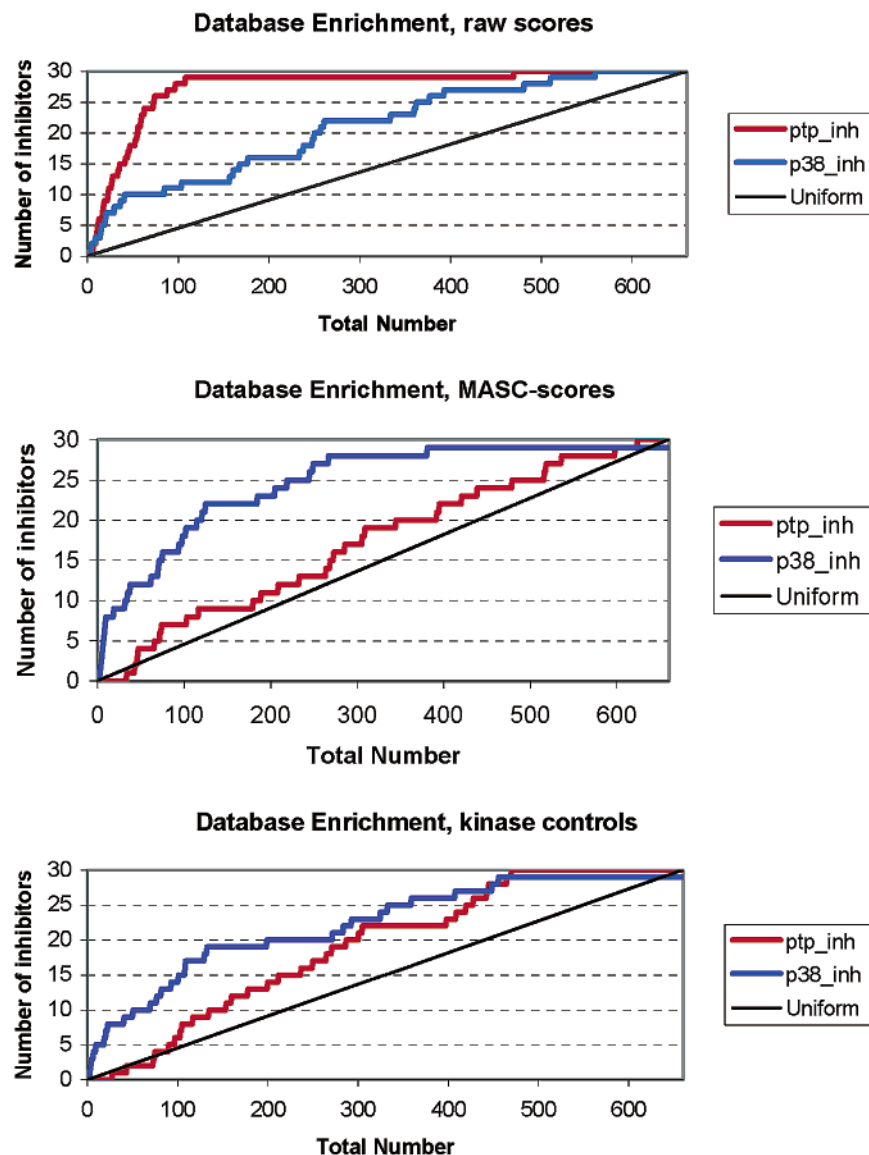 Database Enrichment, raw scores
Number of inhibitors
30
25
20
15
10
5
0
0 100 200 300 400 500 600
Total Number
ptp_inh
p38_inh
Uniform
Database Enrichment, MASC-scores
Number of inhibitors
30
25
20
15
10
5
0
0 100 200 300 400 500 600
Total Number
ptp_inh
p38_inh
Uniform
Database Enrichment, kinase controls
Number of inhibitors
30
25
20
15
10
5
0
0 100 200 300 400 500 600
Total Number
ptp_inh
p38_inh
Uniform